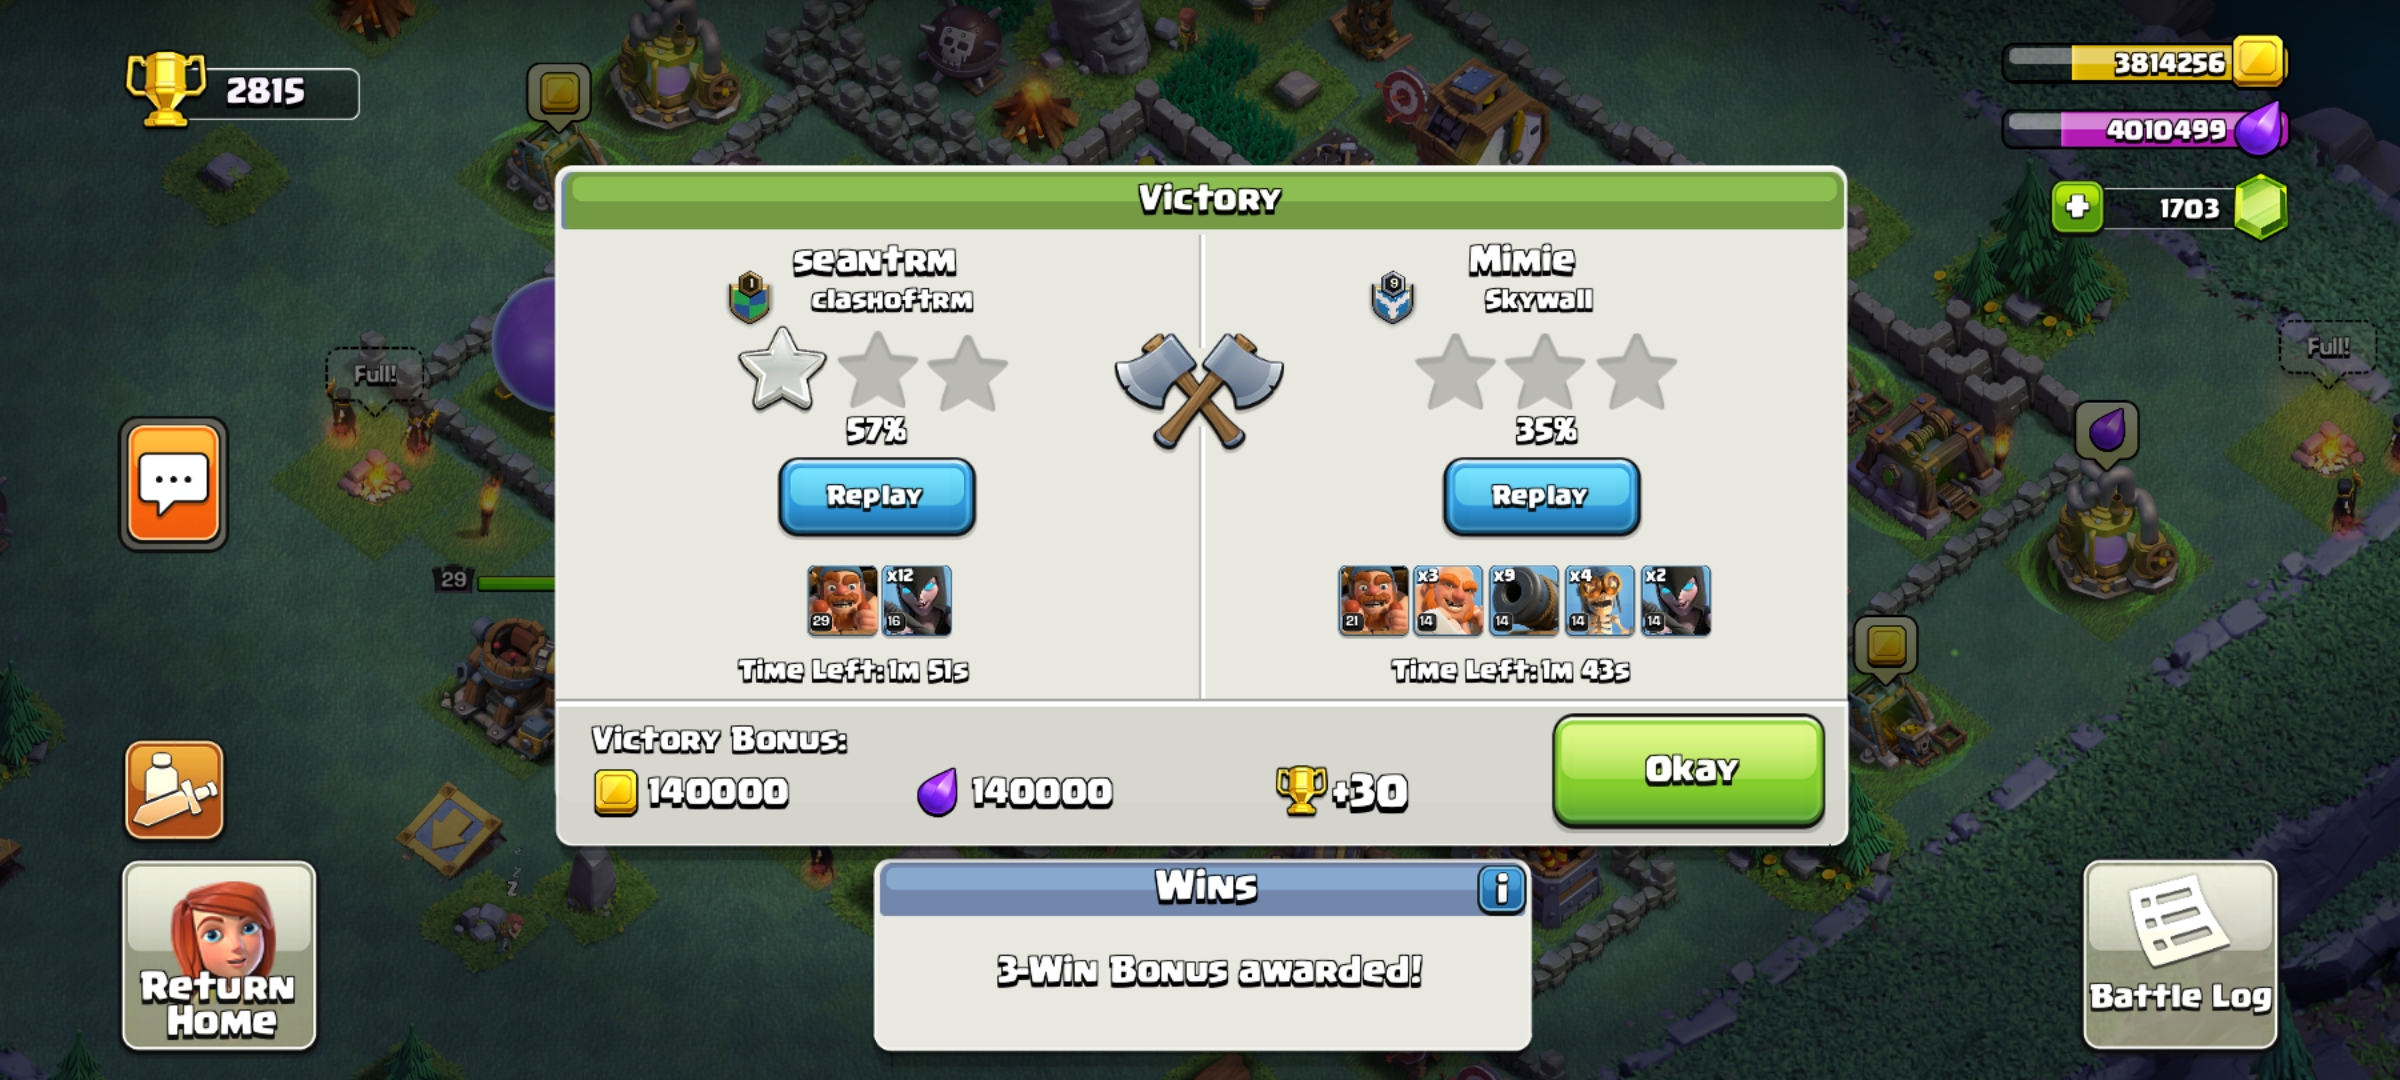 2815
3814256
4010499
1703
Victory
seantrm
clashoftrm
1
57%
Replay
29
x12
16
Time Left: 1m 51s
Mimie
Skywall
9
35%
Replay
21
x3
14
x9
14
x4
14
x2
14
Time Left: 1m 43s
Full!
Full!
29
Victory Bonus:
140000
140000
+30
Okay
Wins
i
3-Win Bonus awarded!
z
z
Return
Home
Battle Log